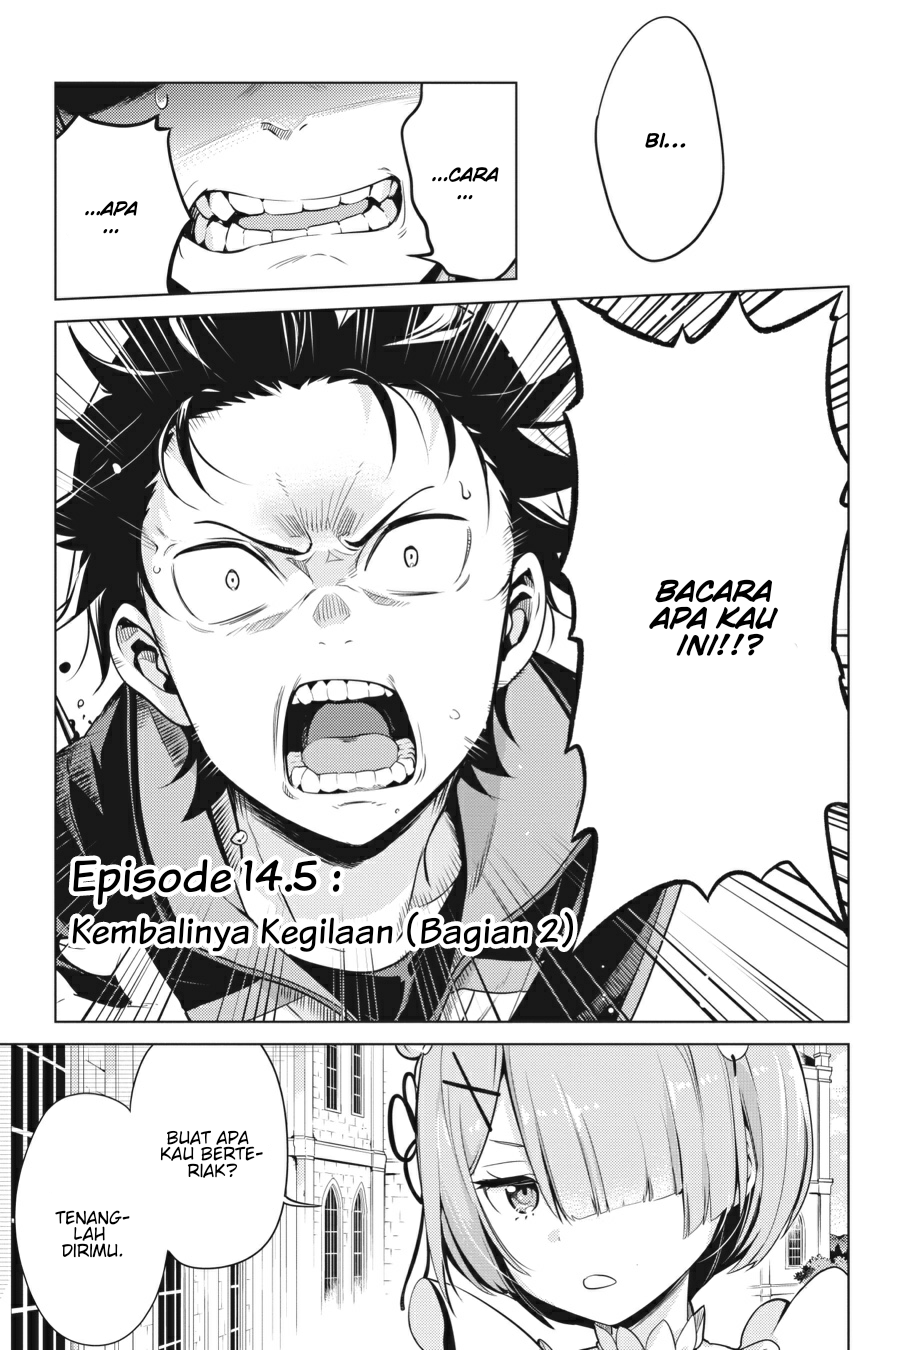 BI...
...CARA
...
...APA
...
BACARA
APA KAU
INI!!?
Episode 14.5 :
Kembalinya Kegilaan (Bagian 2)
BUAT APA
KAU BERTE-
RIAK?
TENANG-
LAH
DIRIMU.